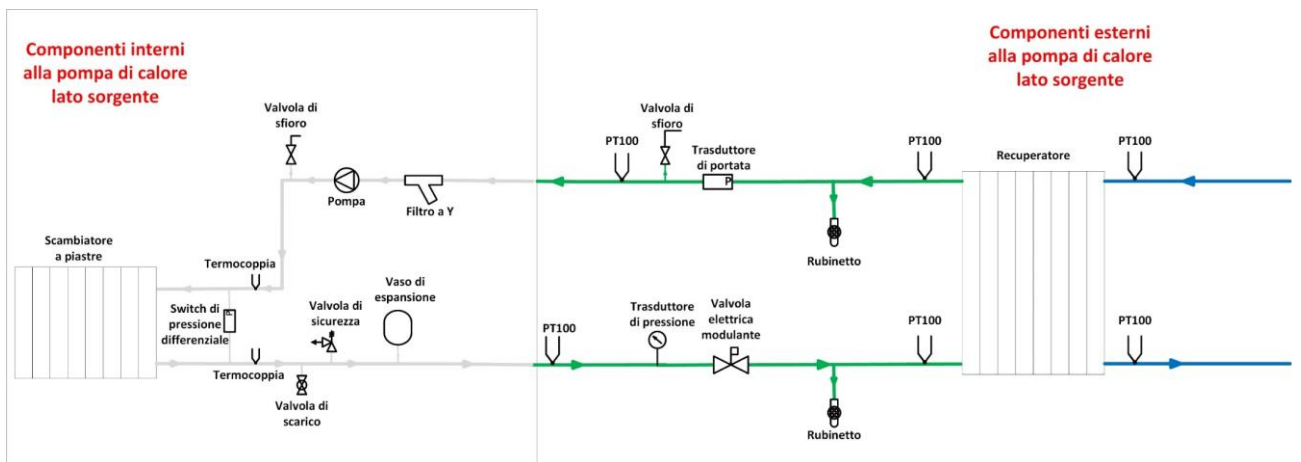 Componenti interni
alla pompa di calore
lato sorgente
Componenti esterni
alla pompa di calore
lato sorgente
Valvola di
sfioro
Pompa
Filtro a Y
PT100
Valvola di
sfioro
Trasduttore
di portata
P
Rubinetto
PT100
Recuperatore
PT100
Scambiatore
a piastre
Termocoppia
Switch di
pressione
differenziale
P
Termocoppia
Valvola di
sicurezza
Valvola di
scarico
Vaso di
espansione
PT100
Trasduttore
di pressione
Valvola
elettrica
modulante
Rubinetto
PT100
PT100